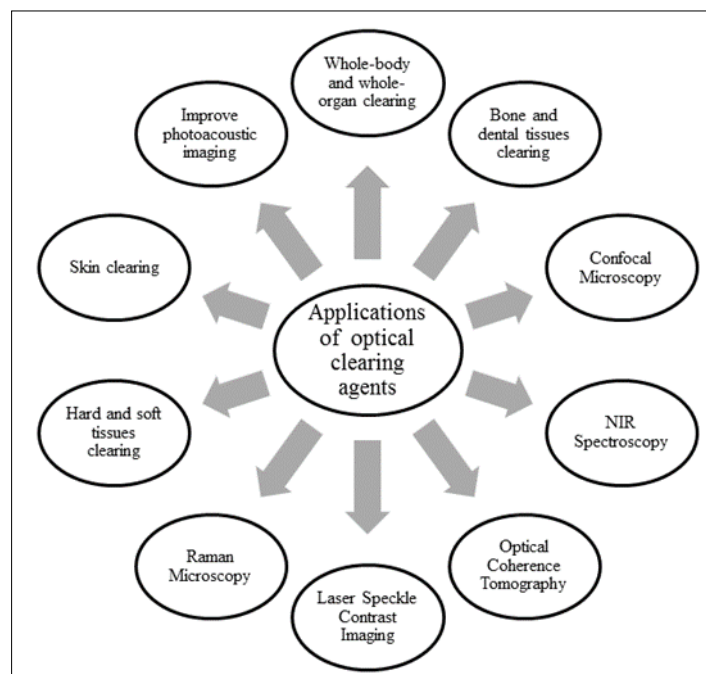 Whole-body
and whole-
organ clearing
Bone and
dental tissues
clearing
Confocal
Microscopy
NIR
Spectroscopy
Optical
Coherence
Tomography
Laser Speckle
Contrast
Imaging
Raman
Microscopy
Hard and soft
tissues
clearing
Skin clearing
Improve
photoacoustic
imaging
Applications
of optical
clearing
agents